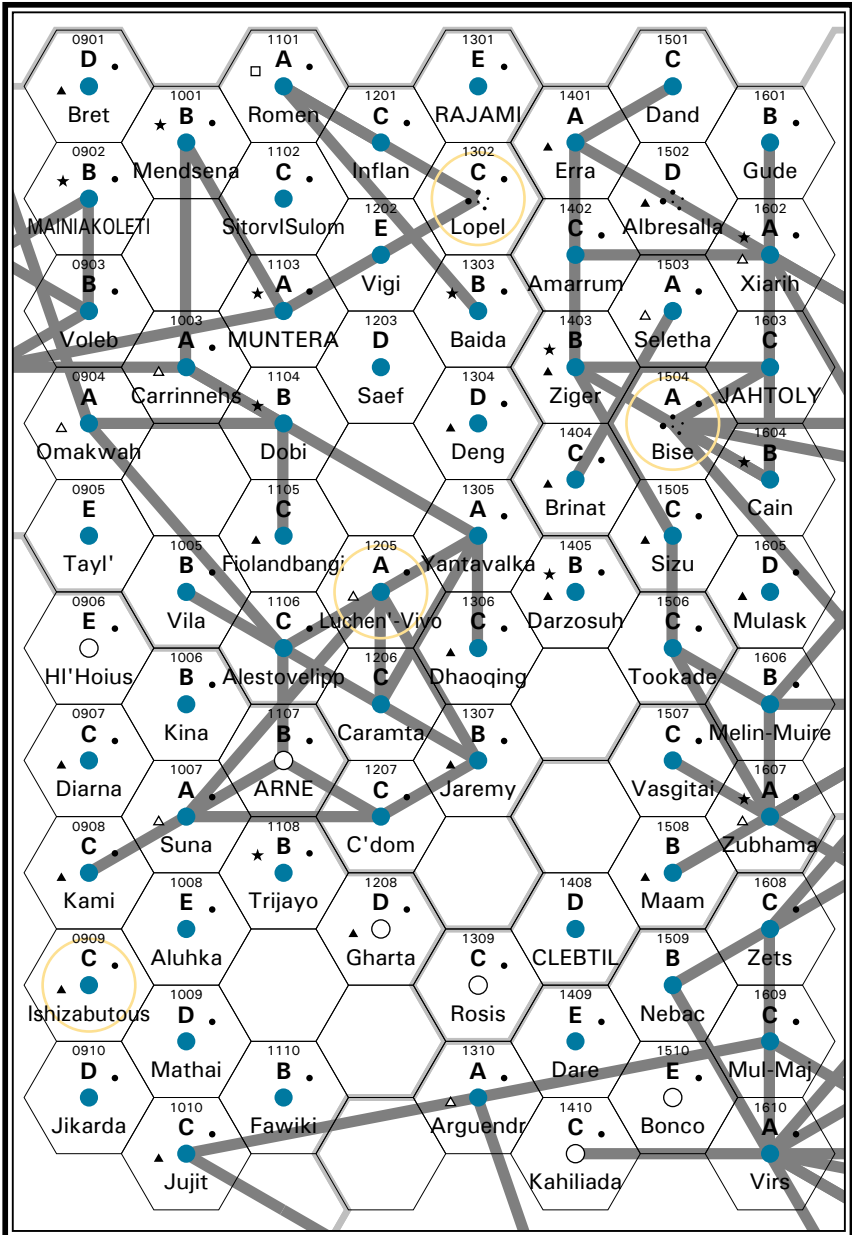 0901
D
Bret
1101
A
Romen
1301
E
RAJAMI
1501
C
Dand
1001
B
Mendsena
1201
C
Inflan
1401
A
Erra
1601
B
Gude
0902
B
MAINIAKOLETI
1102
C
SitorvlSulom
1302
C
Lopel
1502
D
Albresalla
1202
E
Vigi
1402
C
Amarrum
1602
A
Xiarih
0903
B
Voleb
1103
A
MUNTERA
1303
B
Baida
1503
A
Seletha
1003
A
Carrinnehs
1203
D
Saef
1403
B
Ziger
1603
C
JAHTOLY
0904
A
Omakwah
1104
B
Dobi
1304
D
Deng
1504
A
Bise
1404
C
Brinat
1604
B
Cain
0905
E
Tayl'
1105
C
Fiolandbangi
1305
A
Yantavalka
1505
C
Sizu
1005
B
Vila
1205
A
Luchen'-Vivo
1405
B
Darzosuh
1605
D
Mulask
0906
E
HI'Hoius
1106
C
Alestovelipp
1306
C
Dhaoqing
1506
C
Tookade
1006
B
Kina
1206
C
Caramta
1606
B
Melin-Muire
0907
C
Diarna
1107
B
ARNE
1307
B
Jaremy
1507
C
Vasgitai
1007
A
Suna
1207
C
C'dom
1607
A
Zubhama
0908
C
Kami
1108
B
Trijayo
1508
B
Maam
1008
E
Aluhka
1208
D
Gharta
1408
D
CLEBTIL
1608
C
Zets
0909
C
Ishizabutous
1309
C
Rosis
1509
B
Nebac
1009
D
Mathai
1409
E
Dare
1609
C
Mul-Maj
0910
D
Jikarda
1110
B
Fawiki
1310
A
Arguendr
1510
E
Bonco
1010
C
Jujit
1410
C
Kahiliada
1610
A
Virs